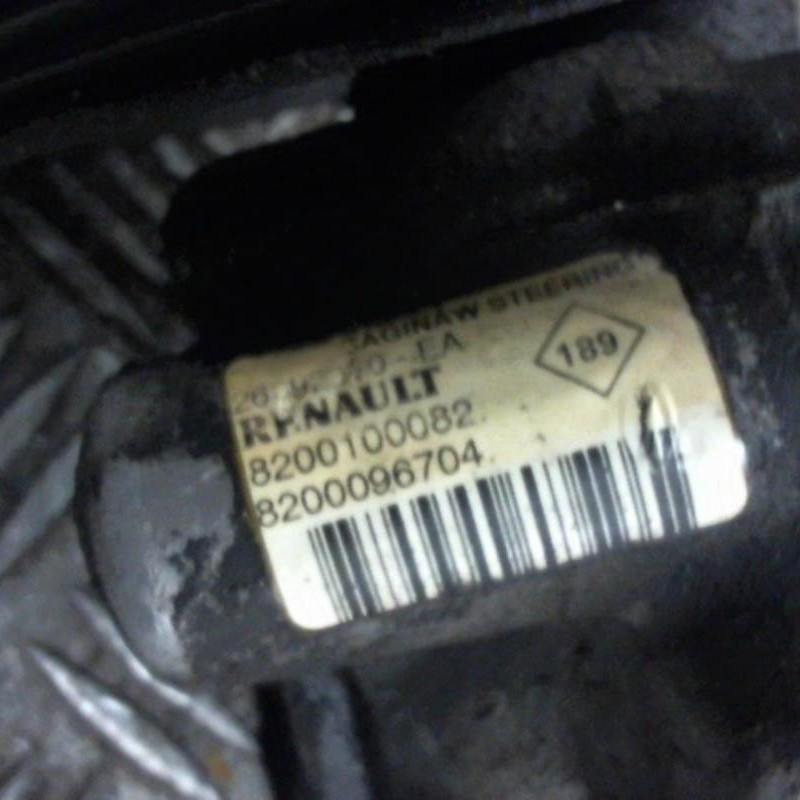 SAGINAW STEERING
RENAULT
189
8200100082
8200096704